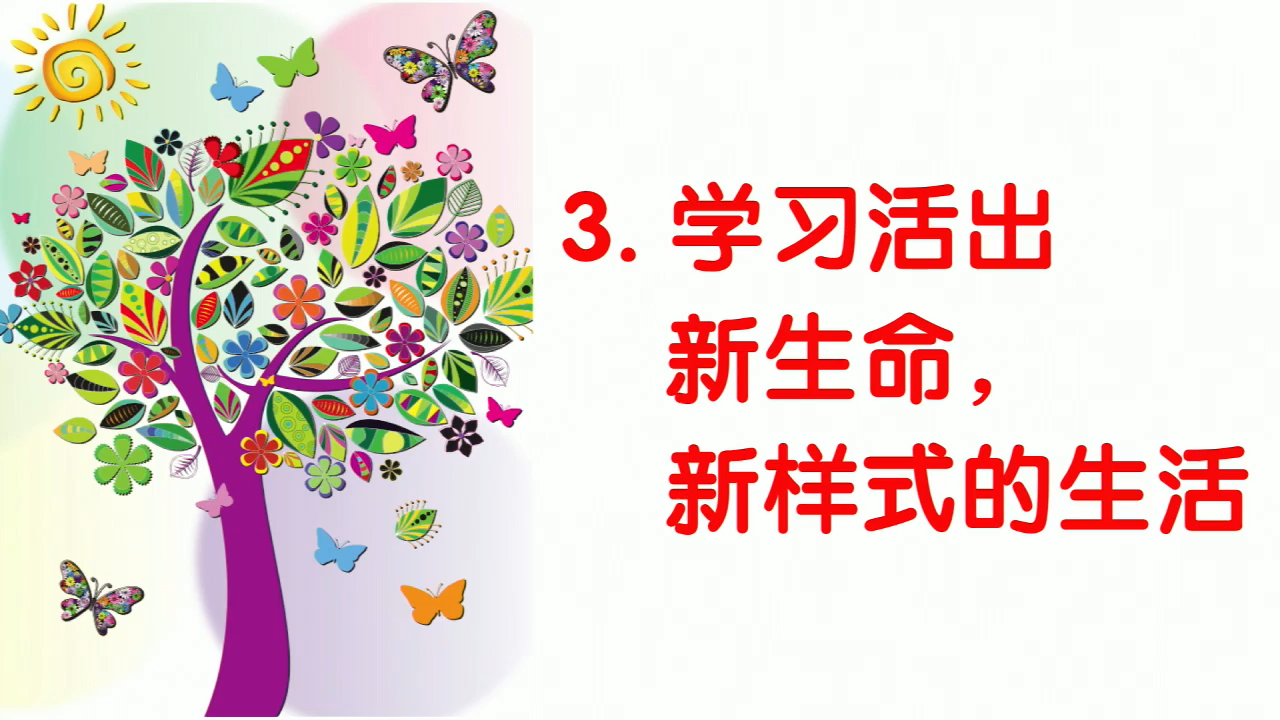 3. 学习活出
新生命，
新样式的生活